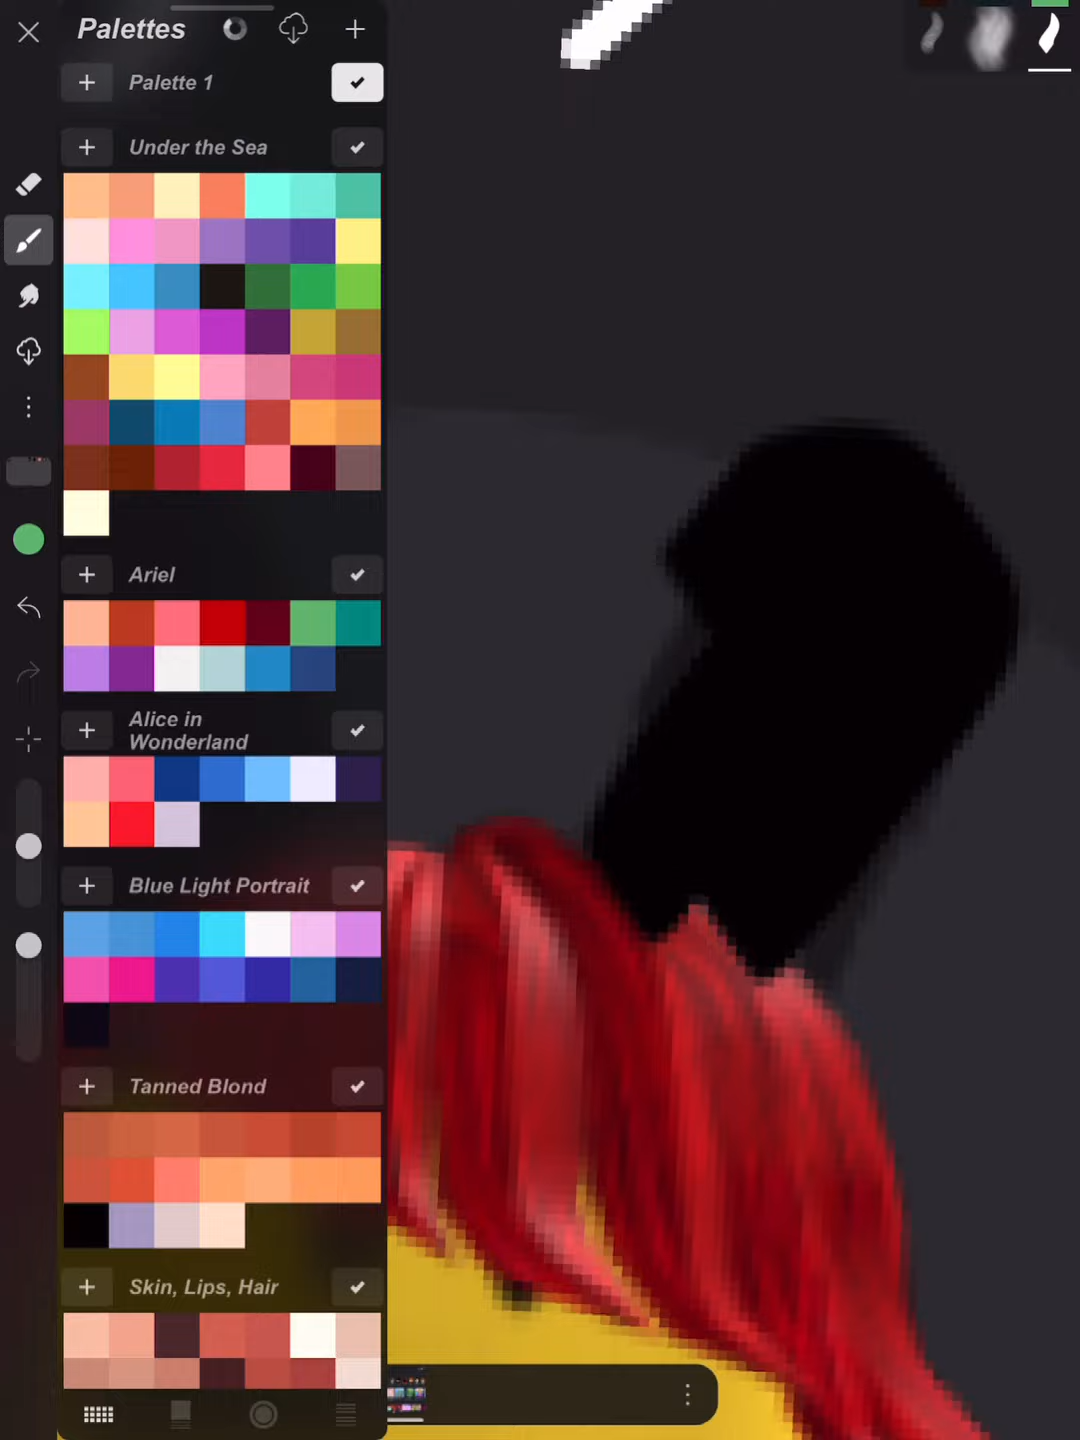 Palettes
Palette 1
Under the Sea
Ariel
Alice in
Wonderland
Blue Light Portrait
Tanned Blond
Skin, Lips, Hair